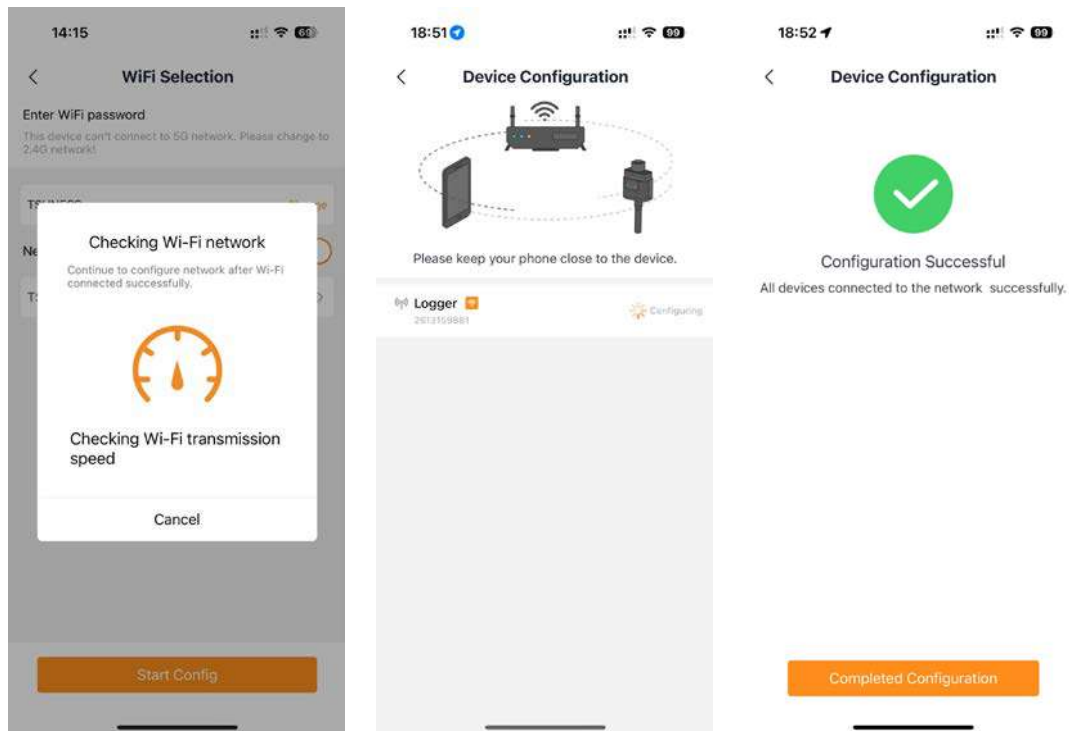 14:15
60
WiFi Selection
Enter WiFi password
This device can't connect to 5G network. Please change to
2.4G network!
Checking Wi-Fi network
Continue to configure network after Wi-Fi
connected successfully.
Checking Wi-Fi transmission
speed
Cancel
Start Config
18:51
99
Device Configuration
Please keep your phone close to the device.
Logger
Configuring
2613159881
18:52
99
Device Configuration
Configuration Successful
All devices connected to the network successfully.
Completed Configuration